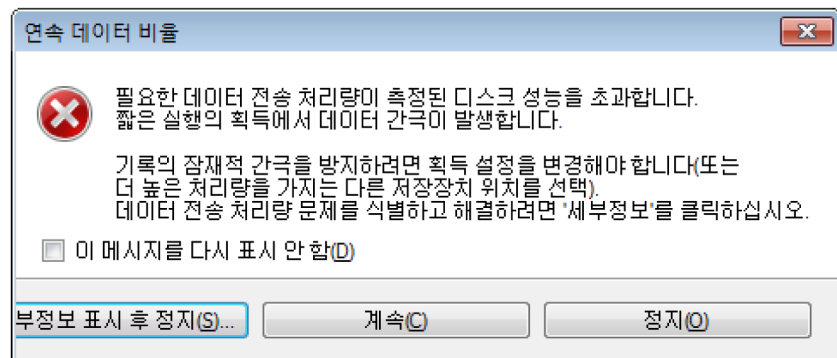 연속 데이터 비율
필요한 데이터 전송 처리량이 측정된 디스크 성능을 초과합니다.
짧은 실행의 획득에서 데이터 간극이 발생합니다.
기록의 잠재적 간극을 방지하려면 획득 설정을 변경해야 합니다(또는
더 높은 처리량을 가지는 다른 저장장치 위치를 선택).
데이터 전송 처리량 문제를 식별하고 해결하려면 '세부정보'를 클릭하십시오.
이 메시지를 다시 표시 안 함(D)
부정보 표시 후 정지(S)... 계속(C) 정지(O)